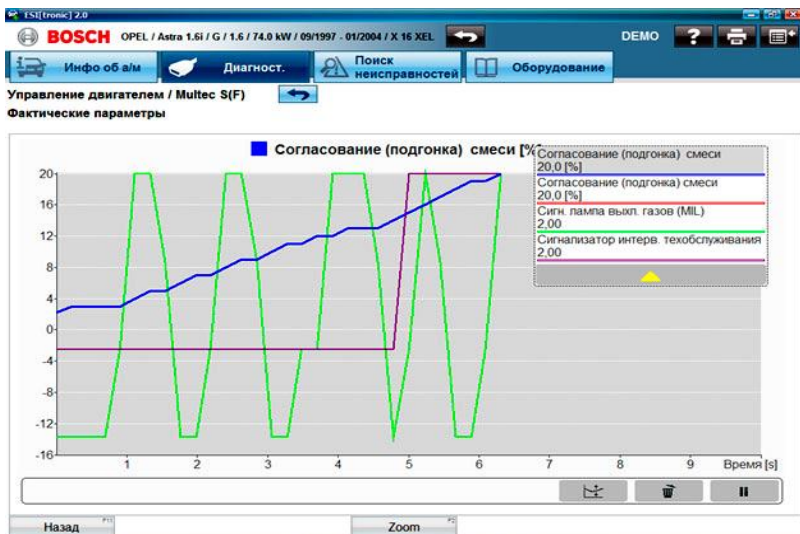 ESI[tronic] 2.0
BOSCH OPEL / Astra 1.6i / G / 1.6 / 74.0 kW / 09/1997 - 01/2004 / X 16 XEL DEMO ?
Инфо об а/м Диагност. Поиск неисправностей Оборудование
Управление двигателем / Multec S(F)
Фактические параметры
Согласование (подгонка) смеси [%]
Согласование (подгонка) смеси
20,0 [%]
Согласование (подгонка) смеси
20,0 [%]
Сигн. лампа выхл. газов (MIL)
2,00
Сигнализатор интерв. техобслуживания
2,00
20
16
12
8
4
0
-4
-8
-12
-16
1 2 3 4 5 6 7 8 9 Время [s]
Назад F11 Zoom F2